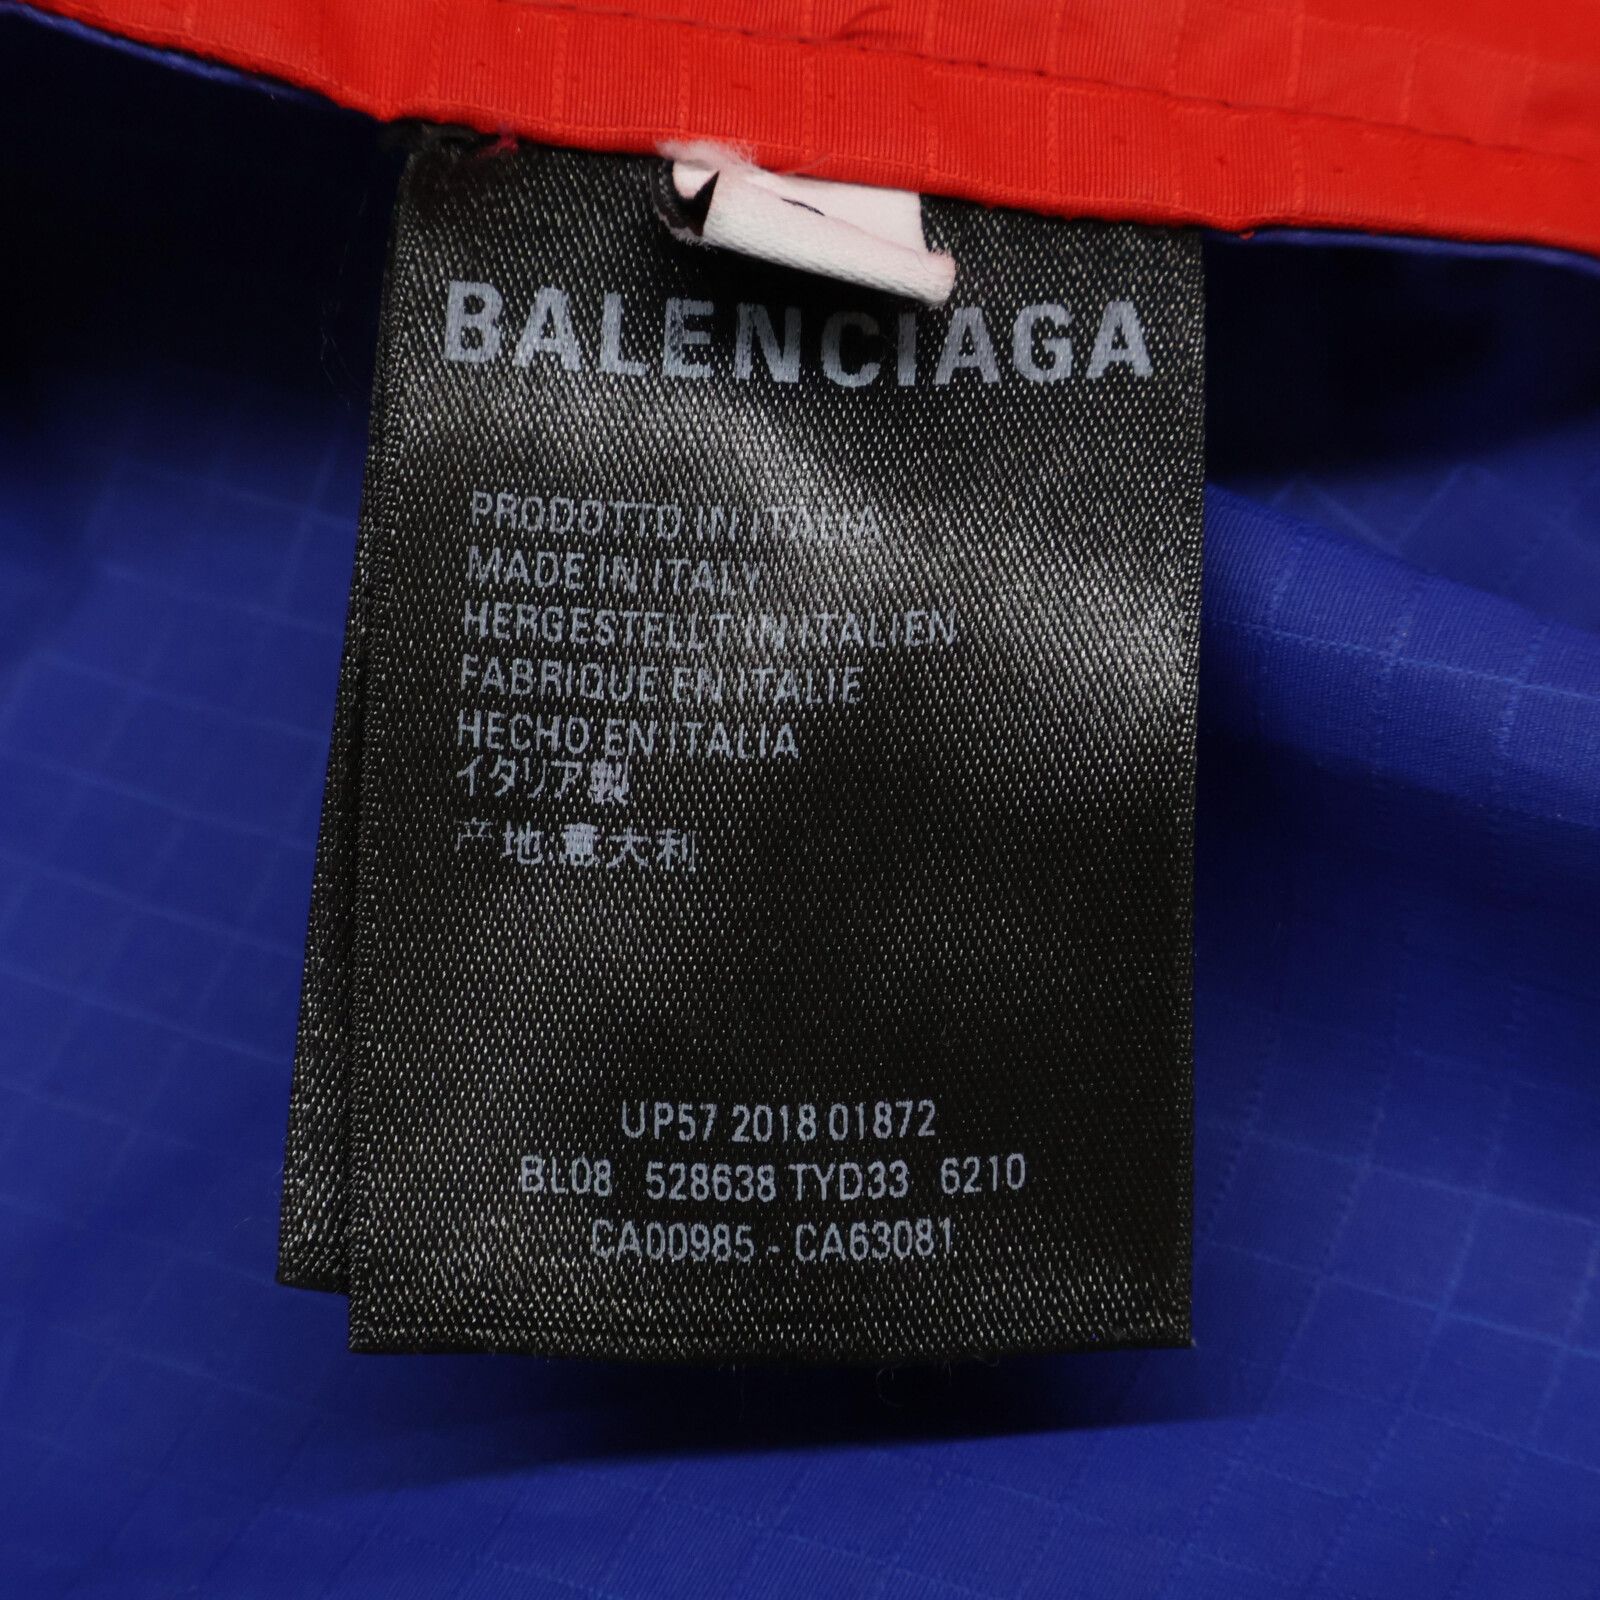 BALENCIAGA
PRODOTTO IN ITALIA
MADE IN ITALY
HERGESTELLT IN ITALIEN
FABRIQUE EN ITALIE
HECHO EN ITALIA
イタリア製
产地.意大利
UP57 2018 01872
BL08 528638 TYD33 6210
CA00985 - CA63081